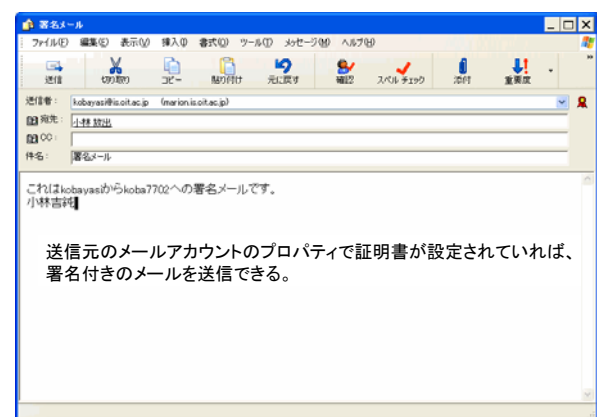 署名メール
ファイル(F) 編集(E) 表示(V) 挿入(I) 書式(O) ツール(T) メッセージ(M) ヘルプ(H)
送信 切り取り コピー 貼り付け 元に戻す 確認 スペル チェック 添付 重要度
送信者: kobayasi@is.oit.ac.jp (marion.is.oit.ac.jp)
宛先: 小林 放出
CC:
件名: 署名メール
これはkobayasiからkoba7702への署名メールです。
小林吉純
送信元のメールアカウントのプロパティで証明書が設定されていれば、
署名付きのメールを送信できる。